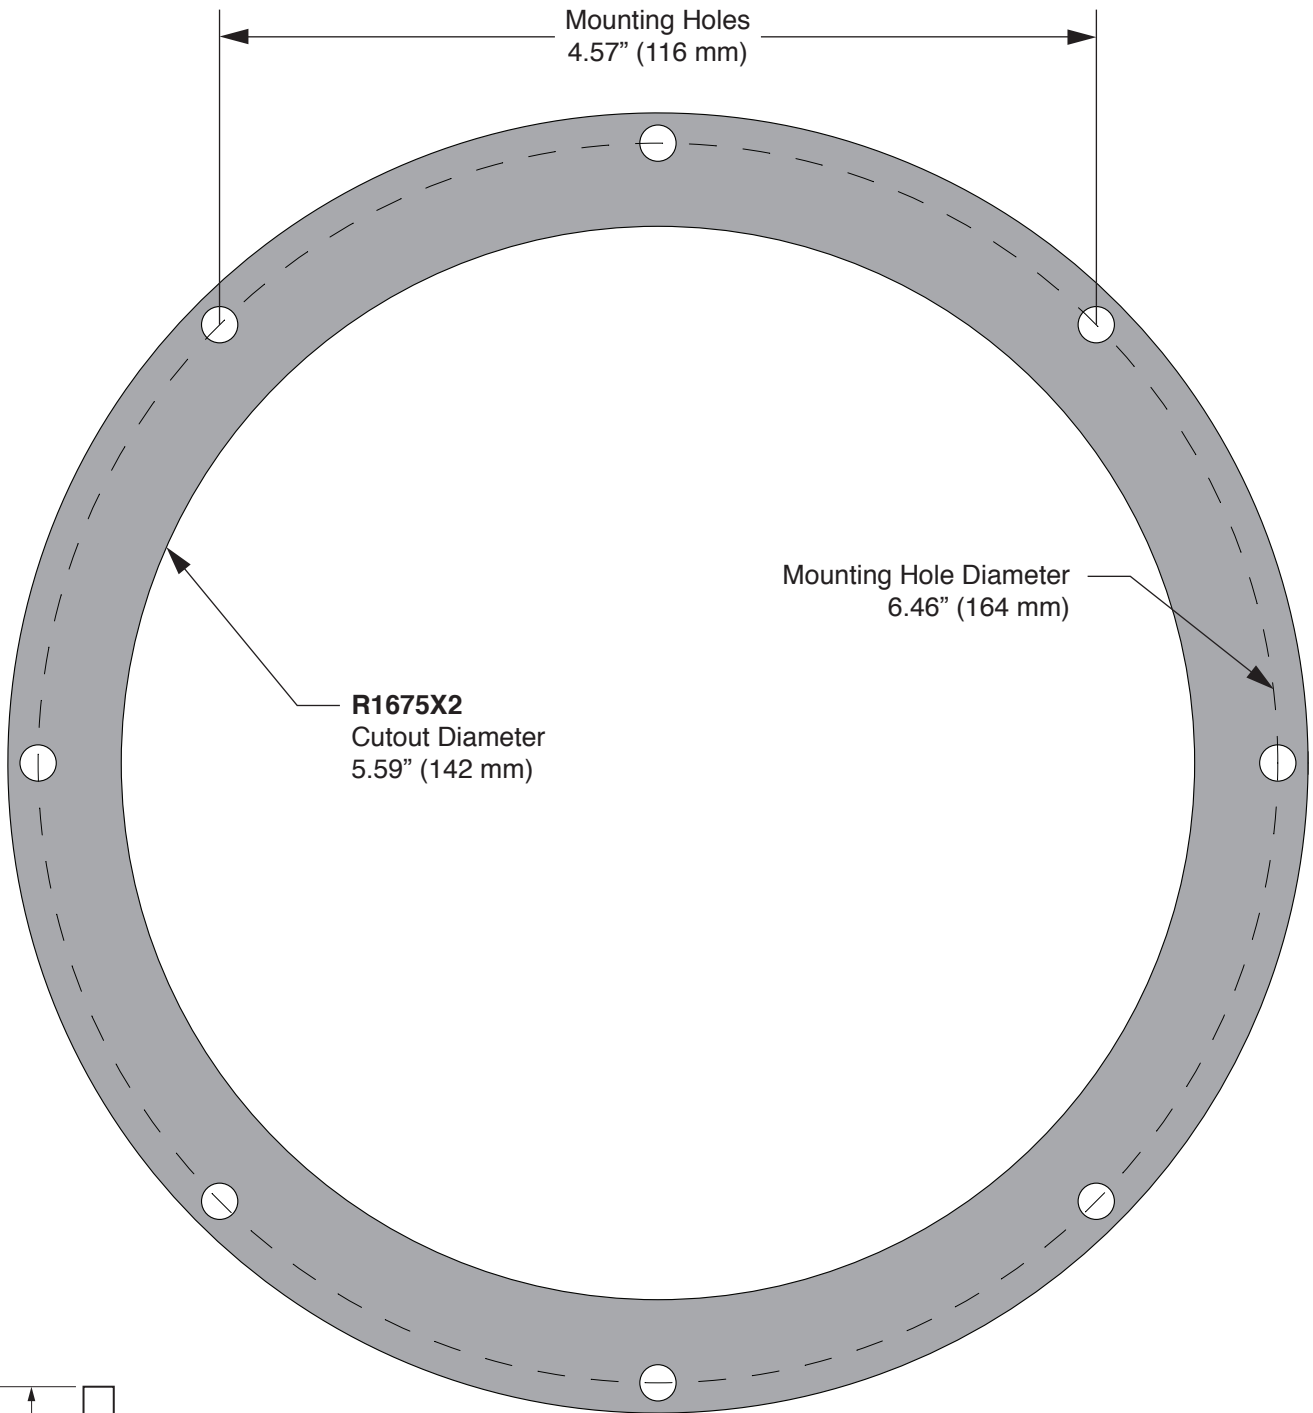 Mounting Holes
4.57” (116 mm)
Mounting Hole Diameter
6.46” (164 mm)
R1675X2
Cutout Diameter
5.59” (142 mm)